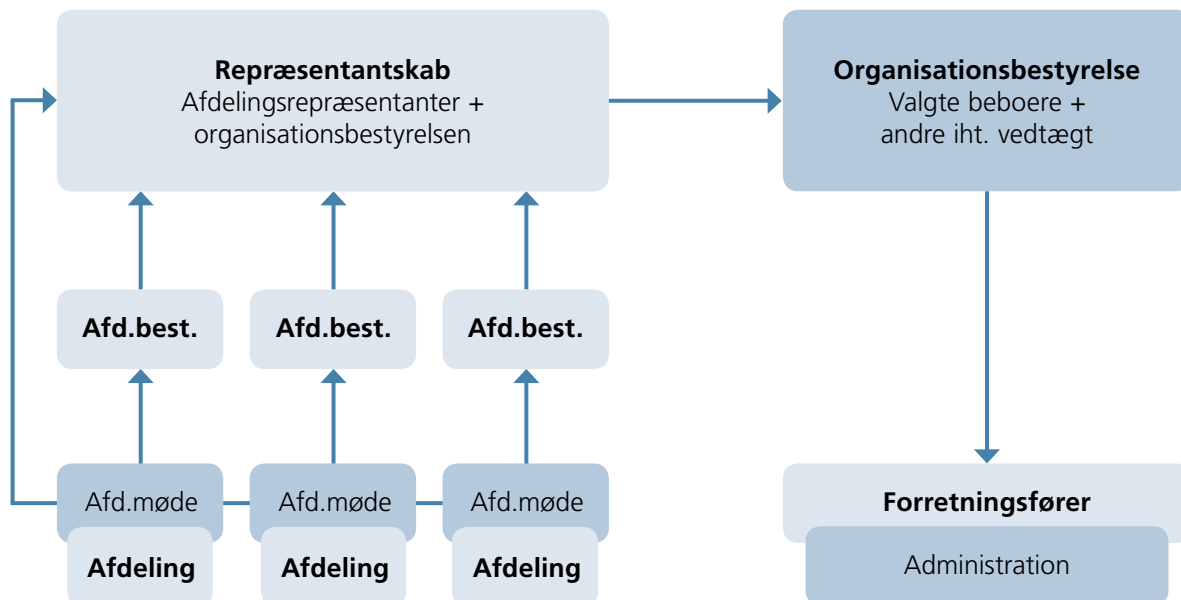 Repræsentantskab
Afdelingsrepræsentanter +
organisationsbestyrelsen
Organisationsbestyrelse
Valgte beboere +
andre iht. vedtægt
Afd.best.
Afd.best.
Afd.best.
Afd.møde
Afd.møde
Afd.møde
Afdeling
Afdeling
Afdeling
Forretningsfører
Administration